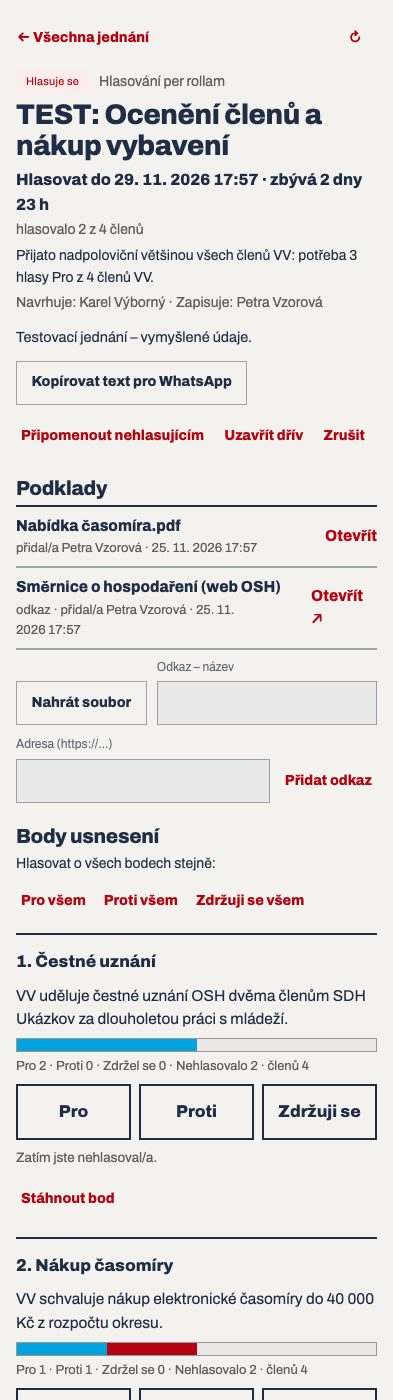 ← Všechna jednání ↻
Hlasuje se Hlasování per rollam
TEST: Ocenění členů a
nákup vybavení
Hlasovat do 29. 11. 2026 17:57 · zbývá 2 dny
23 h
hlasovalo 2 z 4 členů
Přijato nadpoloviční většinou všech členů VV: potřeba 3
hlasy Pro z 4 členů VV.
Navrhuje: Karel Výborný · Zapisuje: Petra Vzorová
Testovací jednání – vymyšlené údaje.
Kopírovat text pro WhatsApp
Připomenout nehlasujícím Uzavřít dřív Zrušit
Podklady
Nabídka časomíra.pdf
přidal/a Petra Vzorová · 25. 11. 2026 17:57
Otevřít
Směrnice o hospodaření (web OSH)
odkaz · přidal/a Petra Vzorová · 25. 11.
2026 17:57
Otevřít
↗
Odkaz – název
Nahrát soubor
Adresa (https://…)
Přidat odkaz
Body usnesení
Hlasovat o všech bodech stejně:
Pro všem Proti všem Zdržuji se všem
1. Čestné uznání
VV uděluje čestné uznání OSH dvěma členům SDH
Ukázkov za dlouholetou práci s mládeží.
Pro 2 · Proti 0 · Zdržel se 0 · Nehlasovalo 2 · členů 4
Pro Proti Zdržuji se
Zatím jste nehlasoval/a.
Stáhnout bod
2. Nákup časomíry
VV schvaluje nákup elektronické časomíry do 40 000
Kč z rozpočtu okresu.
Pro 1 · Proti 1 · Zdržel se 0 · Nehlasovalo 2 · členů 4